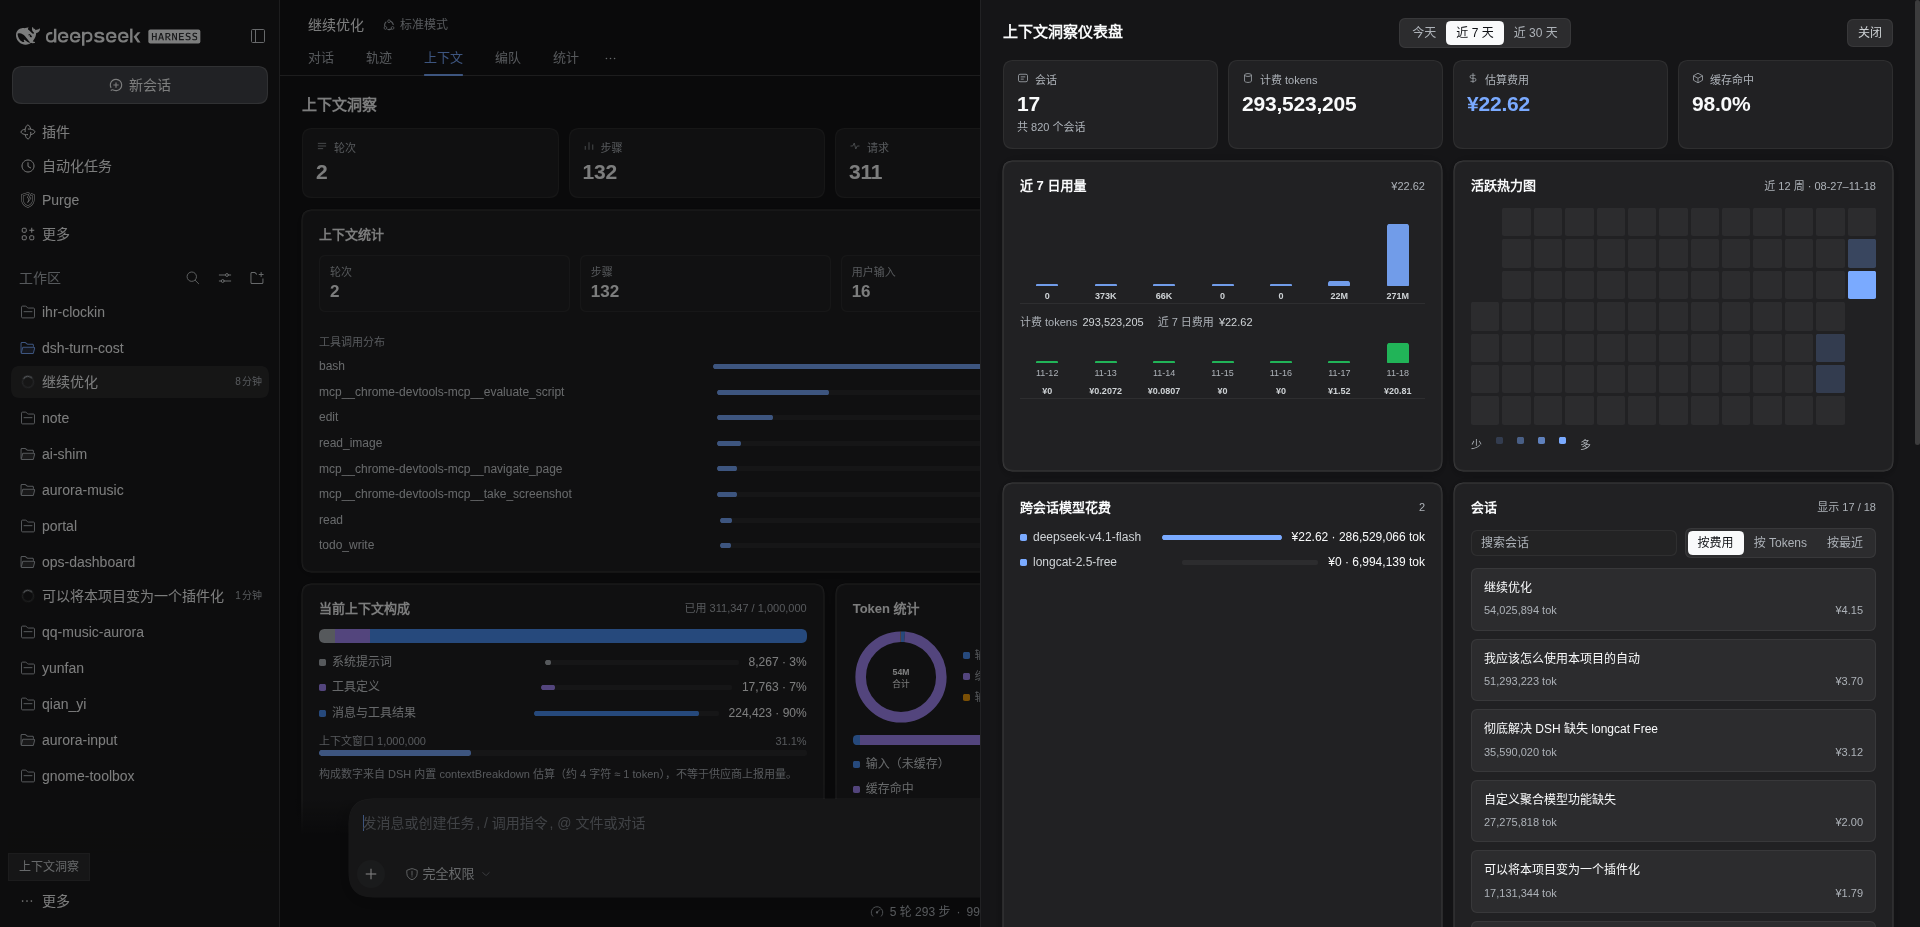 deepseek HARNESS
新会话
插件
自动化任务
Purge
更多
工作区
ihr-clockin
dsh-turn-cost
继续优化 8分钟
note
ai-shim
aurora-music
portal
ops-dashboard
可以将本项目变为一个插件化 1分钟
qq-music-aurora
yunfan
qian_yi
aurora-input
gnome-toolbox
上下文洞察
更多
继续优化 标准模式
对话 轨迹 上下文 编队 统计 ...
上下文洞察
轮次
2
步骤
132
请求
311
上下文统计
轮次
2
步骤
132
用户输入
16
工具调用分布
bash
mcp__chrome-devtools-mcp__evaluate_script
edit
read_image
mcp__chrome-devtools-mcp__navigate_page
mcp__chrome-devtools-mcp__take_screenshot
read
todo_write
当前上下文构成 已用 311,347 / 1,000,000
系统提示词 8,267 · 3%
工具定义 17,763 · 7%
消息与工具结果 224,423 · 90%
上下文窗口 1,000,000 31.1%
构成数字来自 DSH 内置 contextBreakdown 估算（约 4 字符 ≈ 1 token），不等于供应商上报用量。
Token 统计
54M
合计
输入（未缓存）
缓存命中
发消息或创建任务, / 调用指令, @ 文件或对话
完全权限
5 轮 293 步 · 99
上下文洞察仪表盘
今天 近 7 天 近 30 天
关闭
会话
17
共 820 个会话
计费 tokens
293,523,205
估算费用
¥22.62
缓存命中
98.0%
近 7 日用量 ¥22.62
0 373K 66K 0 0 22M 271M
计费 tokens 293,523,205 近 7 日费用 ¥22.62
11-12 11-13 11-14 11-15 11-16 11-17 11-18
¥0 ¥0.2072 ¥0.0807 ¥0 ¥0 ¥1.52 ¥20.81
活跃热力图 近 12 周 · 08-27–11-18
少 多
跨会话模型花费 2
deepseek-v4.1-flash ¥22.62 · 286,529,066 tok
longcat-2.5-free ¥0 · 6,994,139 tok
会话 显示 17 / 18
搜索会话 按费用 按 Tokens 按最近
继续优化
54,025,894 tok ¥4.15
我应该怎么使用本项目的自动
51,293,223 tok ¥3.70
彻底解决 DSH 缺失 longcat Free
35,590,020 tok ¥3.12
自定义聚合模型功能缺失
27,275,818 tok ¥2.00
可以将本项目变为一个插件化
17,131,344 tok ¥1.79